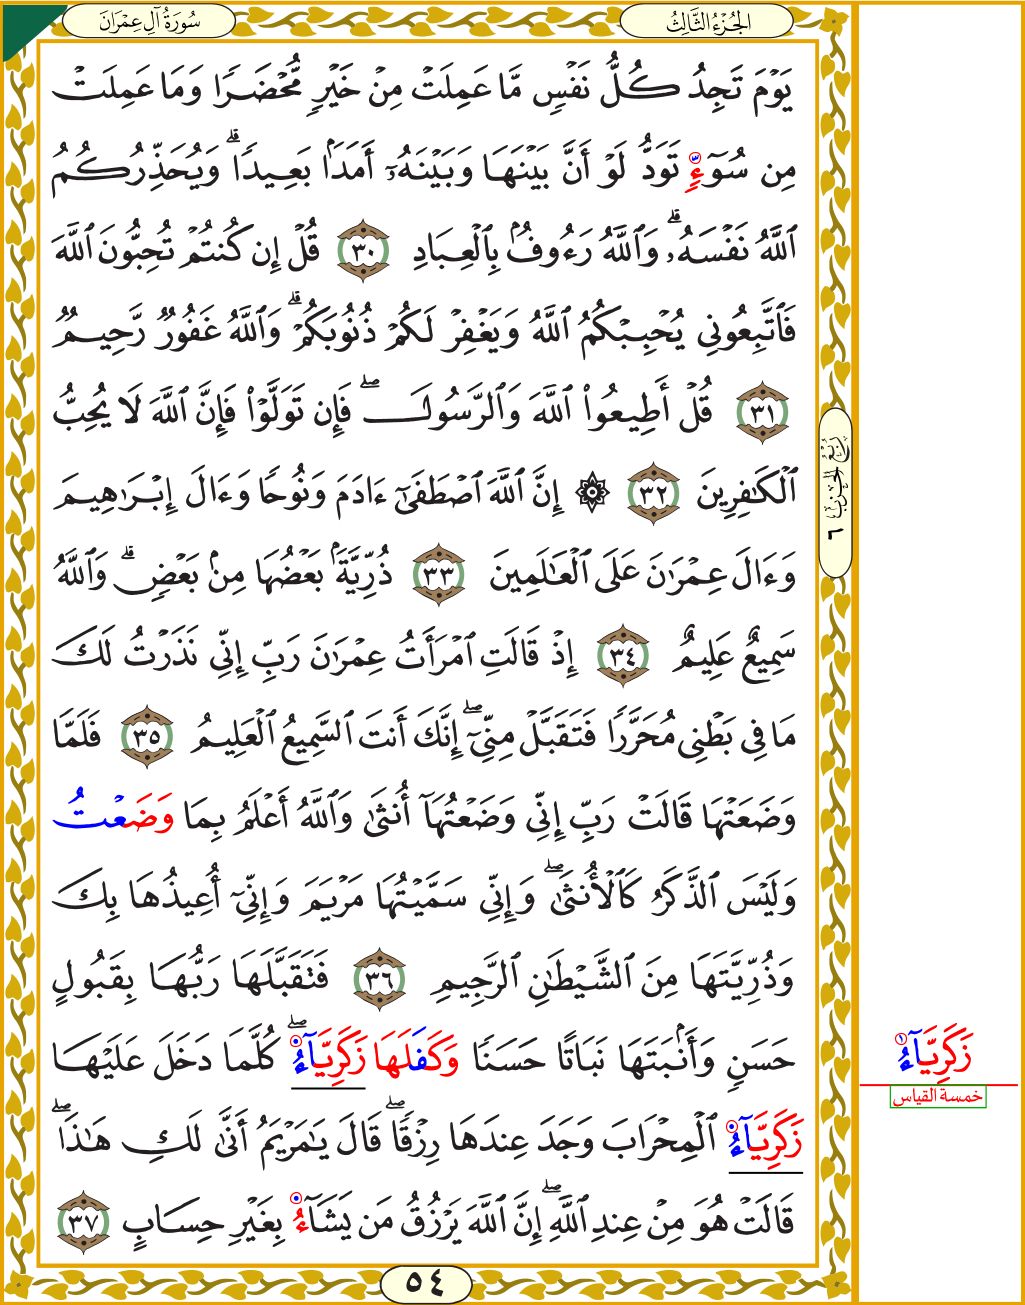 الجُزْءُ الثَّالِثُ
سُورَةُ آلِ عِمْرَانَ
يَوْمَ تَجِدُ كُلُّ نَفْسٍ مَّا عَمِلَتْ مِنْ خَيْرٍ مُّحْضَرًا وَمَا عَمِلَتْ
مِن سُوٓءٍ تَوَدُّ لَوْ أَنَّ بَيْنَهَا وَبَيْنَهُۥٓ أَمَدًۢا بَعِيدًا ۗ وَيُحَذِّرُكُمُ
ٱللَّهُ نَفْسَهُۥ ۗ وَٱللَّهُ رَءُوفٌۢ بِٱلْعِبَادِ ٣٠ قُلْ إِن كُنتُمْ تُحِبُّونَ ٱللَّهَ
فَٱتَّبِعُونِي يُحْبِبْكُمُ ٱللَّهُ وَيَغْفِرْ لَكُمْ ذُنُوبَكُمْ ۗ وَٱللَّهُ غَفُورٌ رَّحِيمٌ
٣١ قُلْ أَطِيعُوا۟ ٱللَّهَ وَٱلرَّسُولَ ۖ فَإِن تَوَلَّوْا۟ فَإِنَّ ٱللَّهَ لَا يُحِبُّ
ٱلْكَـٰفِرِينَ ٣٢ ۞ إِنَّ ٱللَّهَ ٱصْطَفَىٰٓ ءَادَمَ وَنُوحًا وَءَالَ إِبْرَٰهِيمَ
وَءَالَ عِمْرَٰنَ عَلَى ٱلْعَـٰلَمِينَ ٣٣ ذُرِّيَّةًۢ بَعْضُهَا مِنۢ بَعْضٍ ۗ وَٱللَّهُ
سَمِيعٌ عَلِيمٌ ٣٤ إِذْ قَالَتِ ٱمْرَأَتُ عِمْرَٰنَ رَبِّ إِنِّي نَذَرْتُ لَكَ
مَا فِي بَطْنِي مُحَرَّرًا فَتَقَبَّلْ مِنِّيٓ ۖ إِنَّكَ أَنتَ ٱلسَّمِيعُ ٱلْعَلِيمُ ٣٥ فَلَمَّا
وَضَعَتْهَا قَالَتْ رَبِّ إِنِّي وَضَعْتُهَآ أُنثَىٰ وَٱللَّهُ أَعْلَمُ بِمَا وَضَعْتُ
وَلَيْسَ ٱلذَّكَرُ كَٱلْأُنثَىٰ ۖ وَإِنِّي سَمَّيْتُهَا مَرْيَمَ وَإِنِّيٓ أُعِيذُهَا بِكَ
وَذُرِّيَّتَهَا مِنَ ٱلشَّيْطَـٰنِ ٱلرَّجِيمِ ٣٦ فَتَقَبَّلَهَا رَبُّهَا بِقَبُولٍ
حَسَنٍ وَأَنۢبَتَهَا نَبَاتًا حَسَنًا وَكَفَلَهَا زَكَرِيَّآءُ ۖ كُلَّمَا دَخَلَ عَلَيْهَا
زَكَرِيَّآءُ ٱلْمِحْرَابَ وَجَدَ عِندَهَا رِزْقًا ۖ قَالَ يَـٰمَرْيَمُ أَنَّىٰ لَكِ هَـٰذَا ۖ
قَالَتْ هُوَ مِنْ عِندِ ٱللَّهِ ۖ إِنَّ ٱللَّهَ يَرْزُقُ مَن يَشَآءُ بِغَيْرِ حِسَابٍ ٣٧
رُبْعُ الحِزْبِ ٦
زَكَرِيَّآءُ
خمسة القياس
٥٤